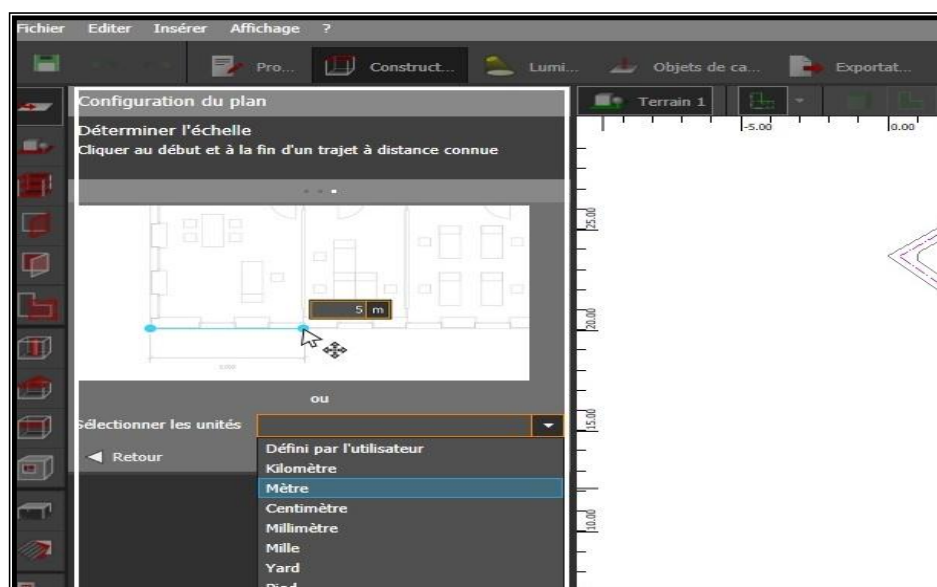 Fichier Editer Insérer Affichage ?
Pro... Construct... Lumi... Objets de ca... Exportat...
Configuration du plan
Terrain 1
Déterminer l'échelle
Cliquer au début et à la fin d'un trajet à distance connue
-5.00 0.00
25.00
5 m
20.00
ou
Sélectionner les unités
15.00
Retour
Défini par l'utilisateur
Kilomètre
Mètre
Centimètre
Millimètre
10.00
Mille
Yard
Pied